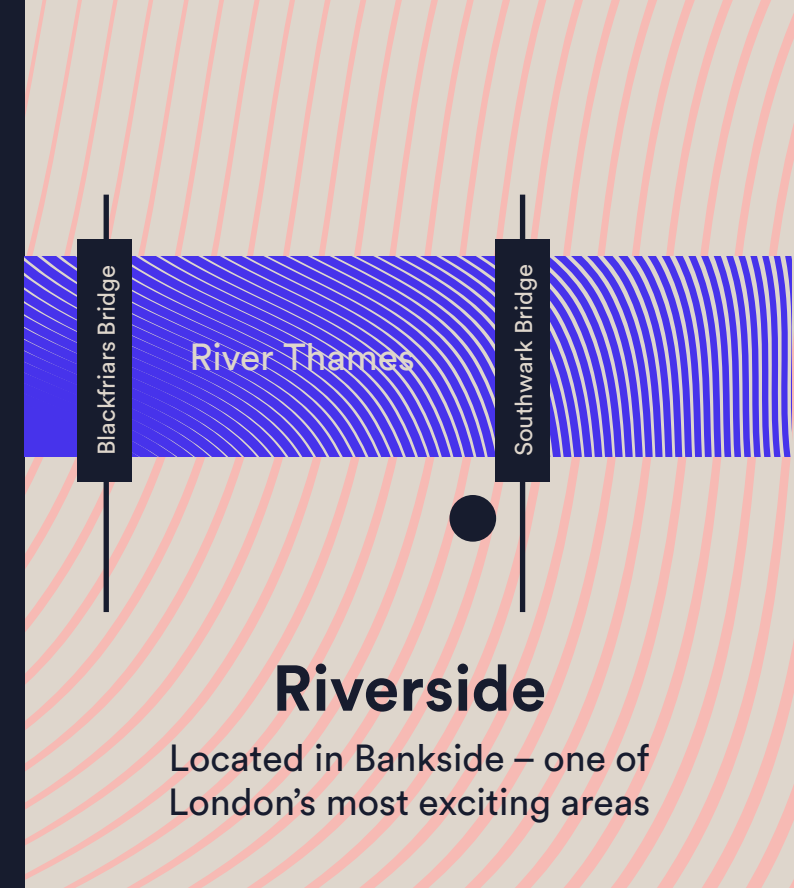 Blackfriars Bridge
River Thames
Southwark Bridge
Riverside
Located in Bankside – one of
London’s most exciting areas